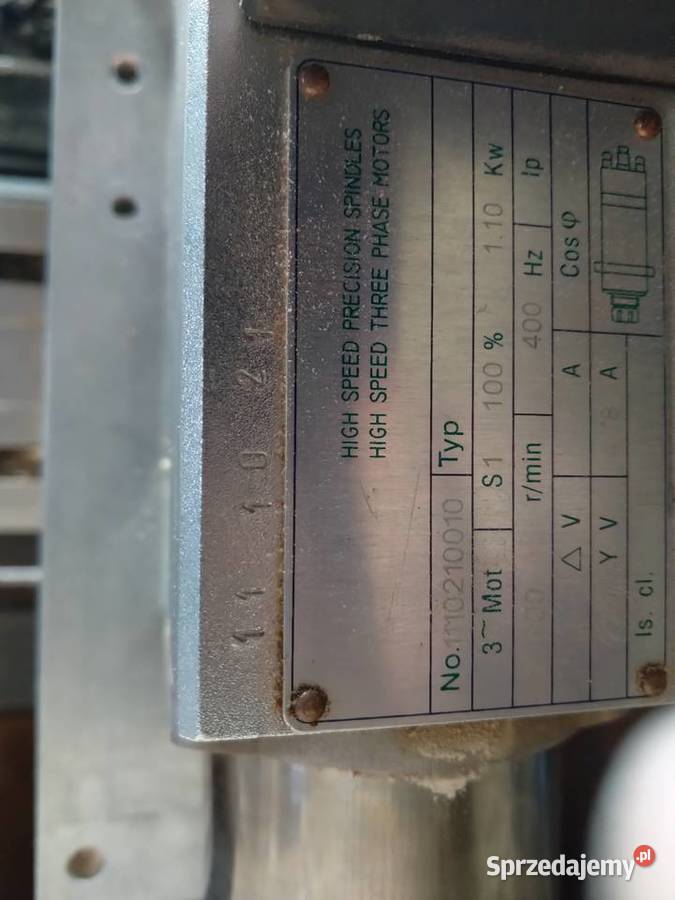 11 10 21
HIGH SPEED PRECISION SPINDLES
HIGH SPEED THREE PHASE MOTORS
No.1110210010 Typ
3~Mot S1 100 % 1.10 Kw
r/min 400 Hz Ip
△ V A Cos φ
Y V A
Is. cl.
Sprzedajemy.pl